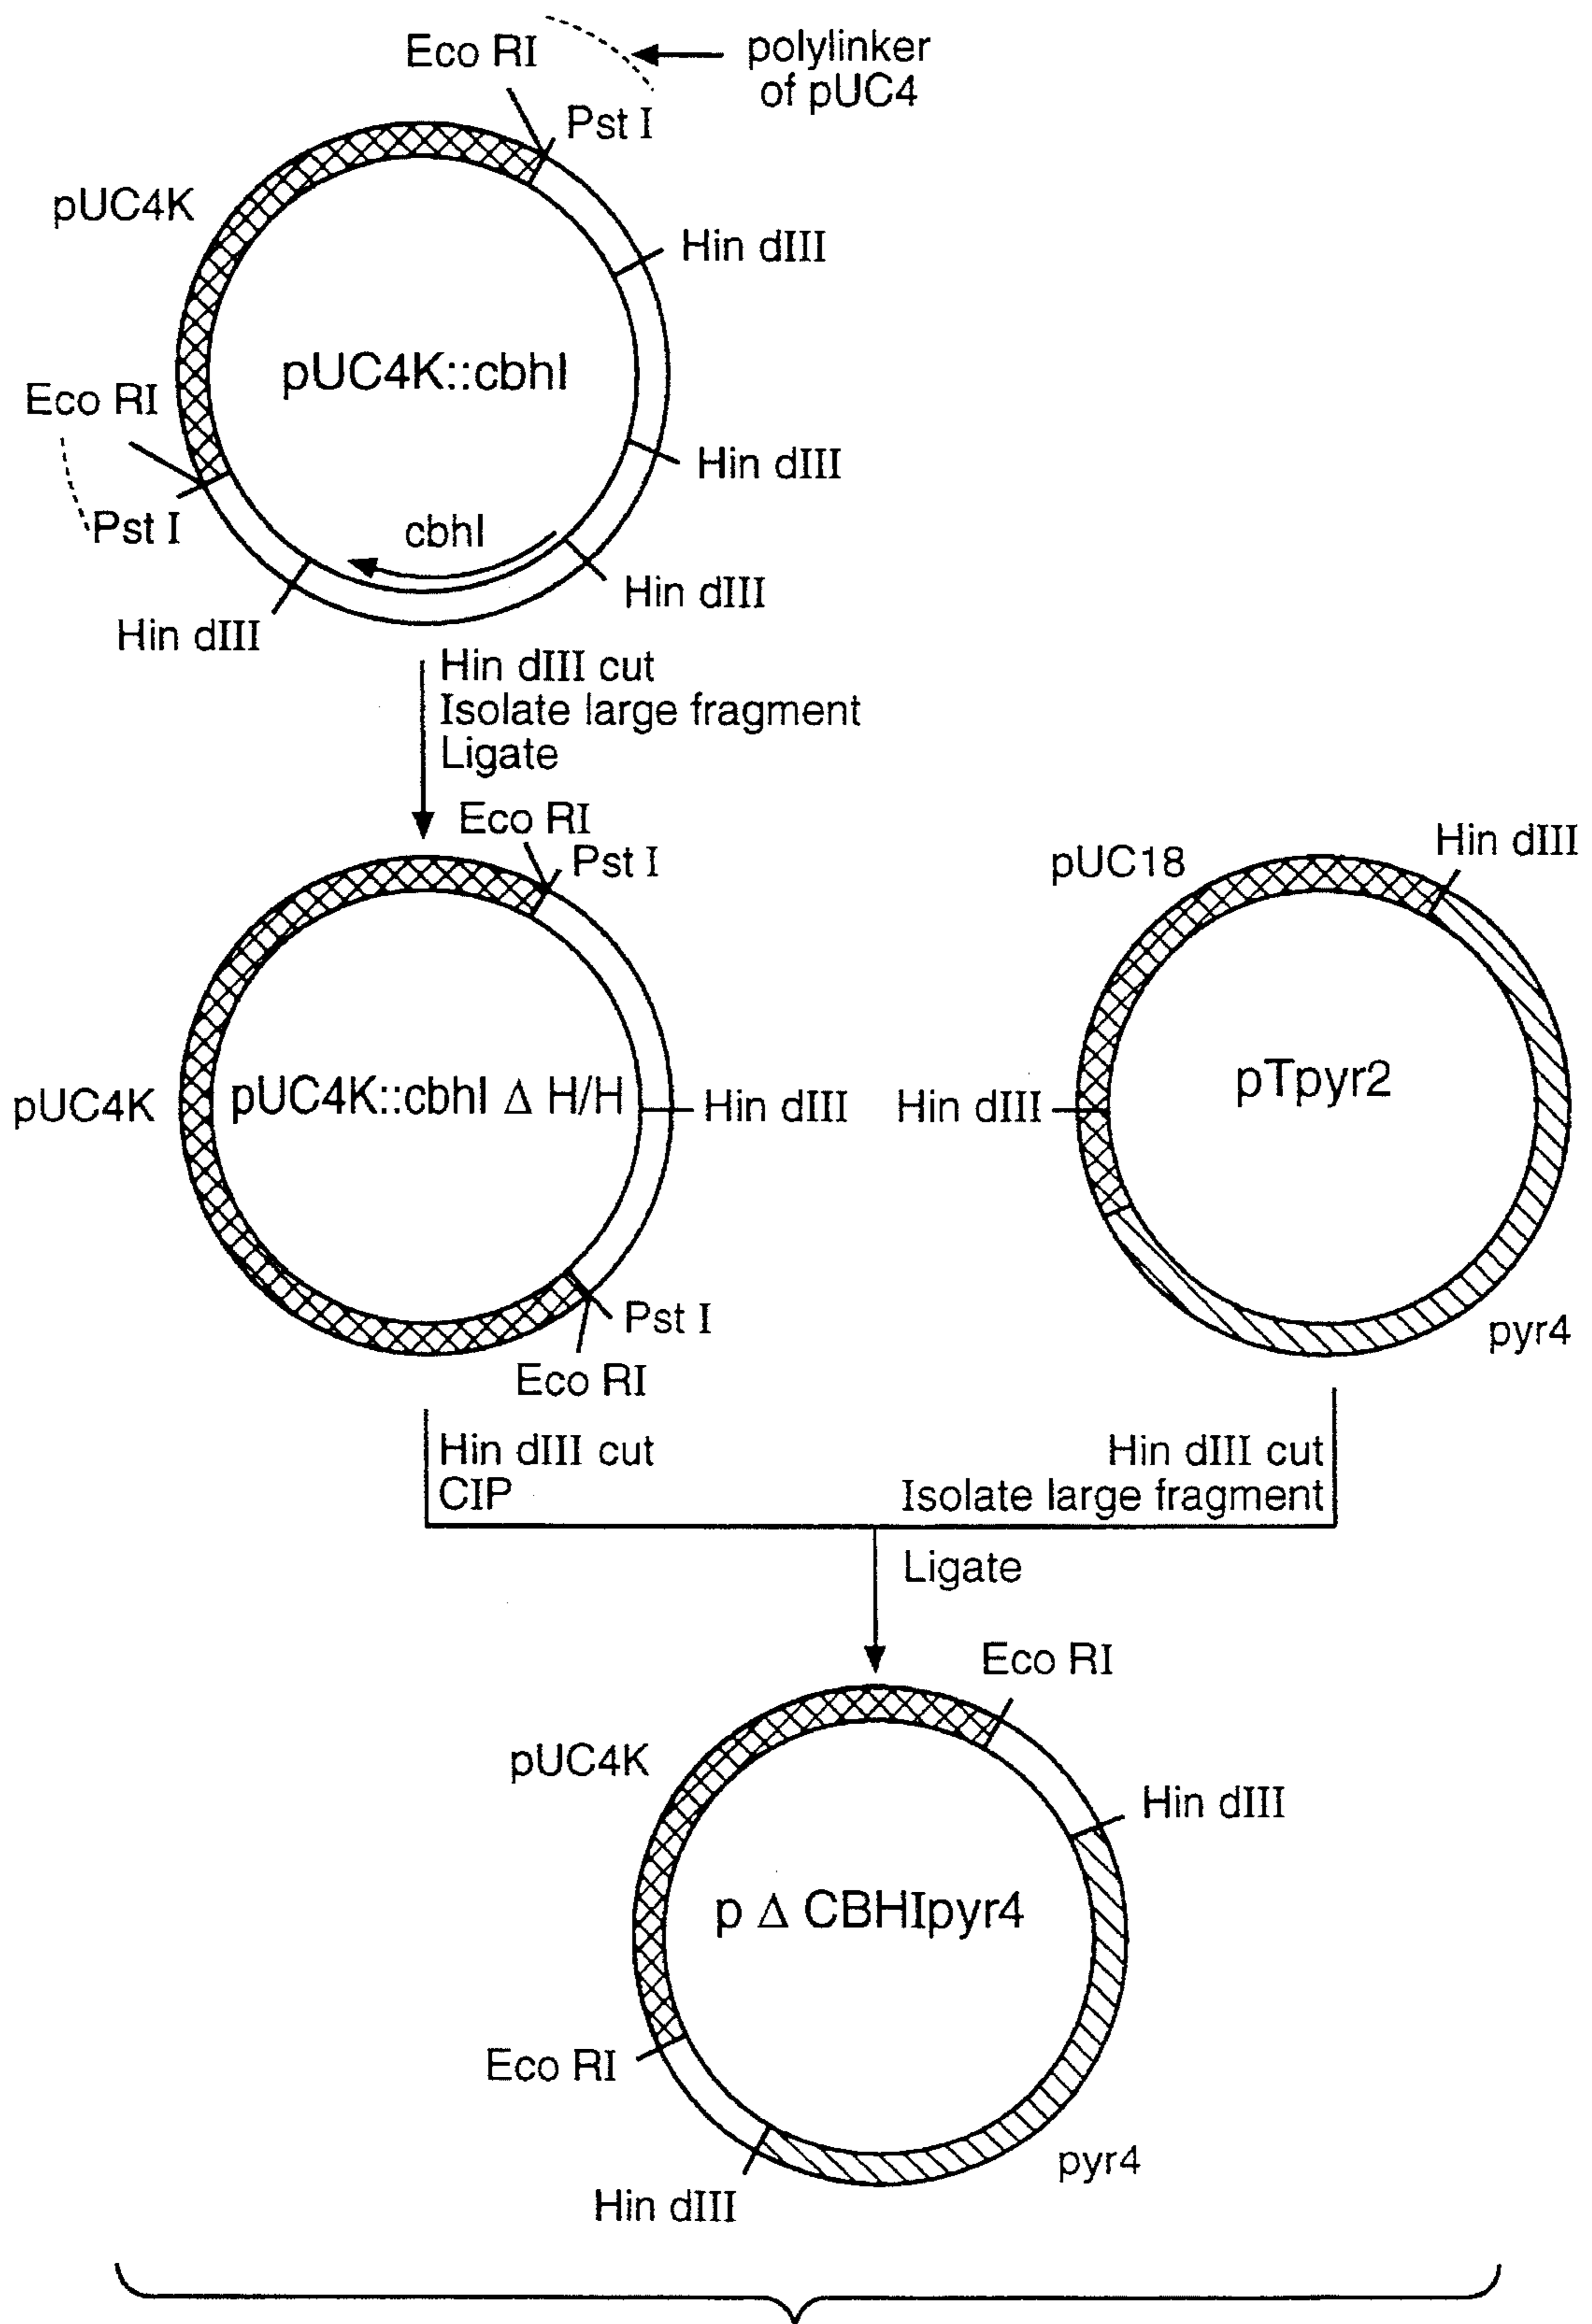 Eco RI
polylinker
of pUC4
Pst I
pUC4K
Hin dIII
pUC4K::cbhI
Eco RI
Hin dIII
Pst I
cbhI
Hin dIII
Hin dIII
Hin dIII cut
Isolate large fragment
Ligate
Eco RI
Pst I
pUC18
Hin dIII
pUC4K
pUC4K::cbhI Δ H/H
Hin dIII
Hin dIII
pTpyr2
Pst I
Eco RI
pyr4
Hin dIII cut
CIP
Hin dIII cut
Isolate large fragment
Ligate
Eco RI
pUC4K
Hin dIII
p Δ CBHIpyr4
Eco RI
pyr4
Hin dIII